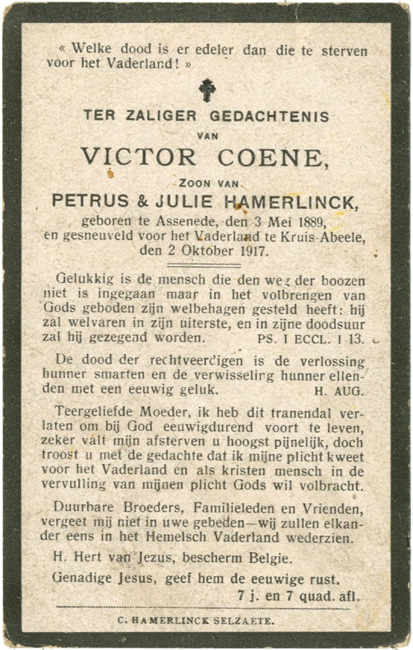 « Welke dood is er edeler dan die te sterven
voor het Vaderland ! »
TER ZALIGER GEDACHTENIS
VAN
VICTOR COENE,
ZOON VAN
PETRUS & JULIE HAMERLINCK,
geboren te Assenede, den 3 Mei 1889,
en gesneuveld voor het Vaderland te Kruis-Abeele,
den 2 Oktober 1917.
Gelukkig is de mensch die den weg der boozen
niet is ingegaan maar in het volbrengen van
Gods geboden zijn welbehagen gesteld heeft: hij
zal welvaren in zijn uiterste, en in zijne doodsuur
zal hij gezegend worden. PS. I ECCL. I 13.
De dood der rechtveerdigen is de verlossing
hunner smarten en de verwisseling hunner ellen-
den met een eeuwig geluk. H. AUG.
Teergeliefde Moeder, ik heb dit tranendal ver-
laten om bij God eeuwigdurend voort te leven,
zeker valt mijn afsterven u hoogst pijnelijk, doch
troost u met de gedachte dat ik mijne plicht kweet
voor het Vaderland en als kristen mensch in de
vervulling van mijnen plicht Gods wil volbracht.
Duurbare Broeders, Familieleden en Vrienden,
vergeet mij niet in uwe gebeden—wij zullen elkan-
der eens in het Hemelsch Vaderland wederzien.
H. Hert van Jezus, bescherm Belgie.
Genadige Jesus, geef hem de eeuwige rust.
7 j. en 7 quad. afl.
C. HAMERLINCK SELZAETE.